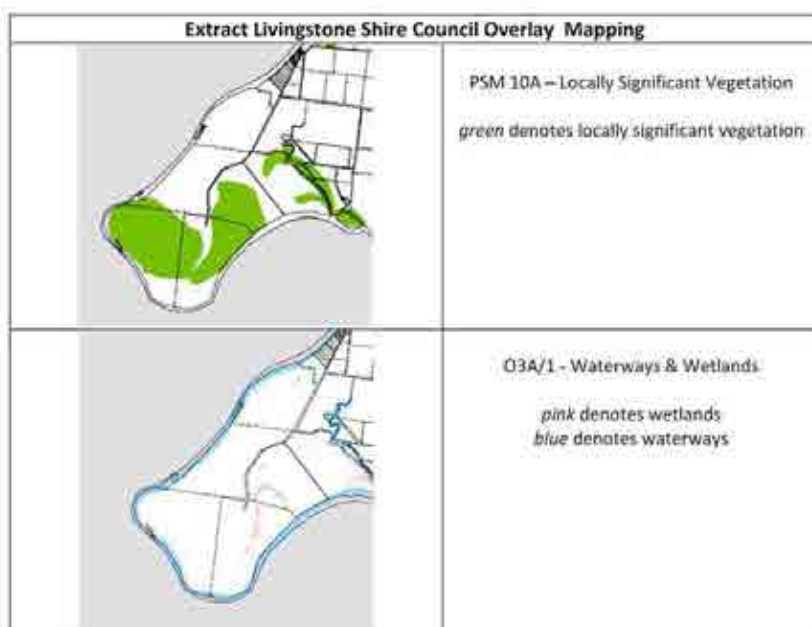 Extract Livingstone Shire Council Overlay Mapping
PSM 10A – Locally Significant Vegetation
green denotes locally significant vegetation
O3A/1 - Waterways & Wetlands
pink denotes wetlands
blue denotes waterways